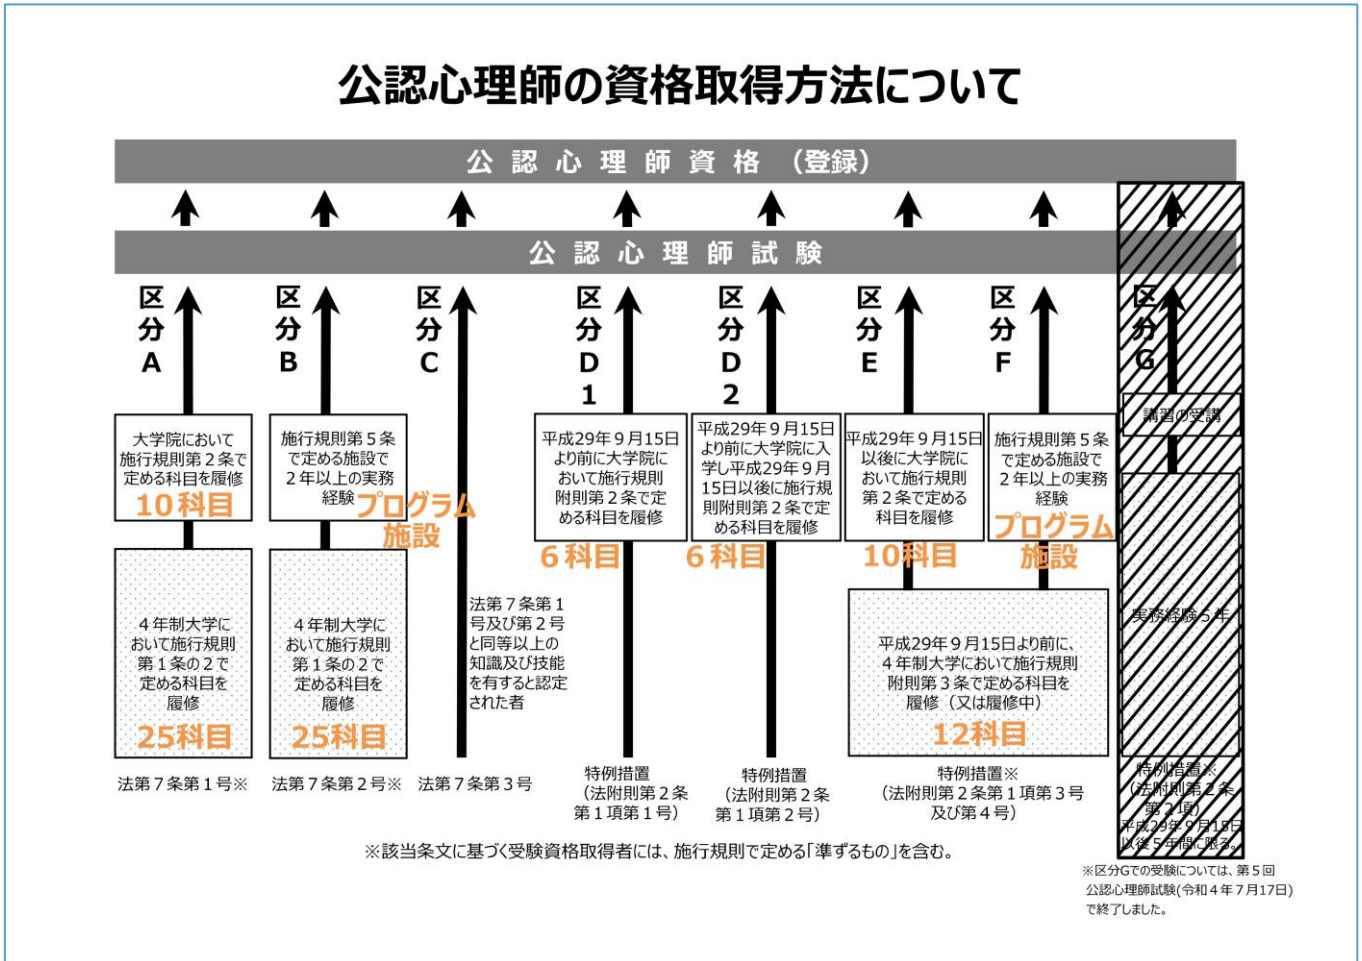 公認心理師の資格取得方法について
公認心理師資格（登録）
公認心理師試験
区分A
区分B
区分C
区分D1
区分D2
区分E
区分F
区分G
大学院において
施行規則第２条で
定める科目を履修
10科目
施行規則第５条
で定める施設で
２年以上の実務
経験
プログラム
施設
平成29年９月15日
より前に大学院に
おいて施行規則
附則第２条で定
める科目を履修
６科目
平成29年９月15日
より前に大学院に入
学し平成29年９月
15日以後に施行規
則附則第２条で定
める科目を履修
６科目
平成29年９月15日
以後に大学院に
おいて施行規則
第２条で定める
科目を履修
10科目
施行規則第５条
で定める施設で
２年以上の実務
経験
プログラム
施設
講習の受講
４年制大学に
おいて施行規則
第１条の２で
定める科目を
履修
25科目
４年制大学に
おいて施行規則
第１条の２で
定める科目を
履修
25科目
法第７条第１
号及び第２号
と同等以上の
知識及び技能
を有すると認定
された者
平成29年９月15日より前に、
４年制大学において施行規則
附則第３条で定める科目を
履修（又は履修中）
12科目
実務経験５年
法第７条第１号※
法第７条第２号※
法第７条第３号
特例措置
（法附則第２条
第１項第１号）
特例措置
（法附則第２条
第１項第２号）
特例措置※
（法附則第２条第１項第３号
及び第４号）
特例措置※
（法附則第２条
第２項）
平成29年９月15日
以後５年間に限る。
※該当条文に基づく受験資格取得者には、施行規則で定める「準ずるもの」を含む。
※区分Gでの受験については、第５回
公認心理師試験(令和４年７月17日)
で終了しました。